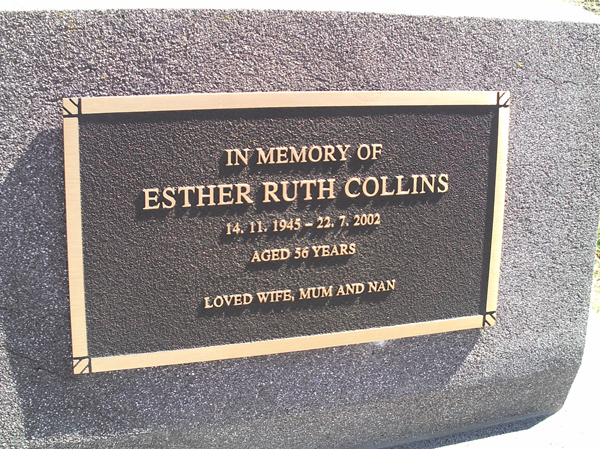 IN MEMORY OF
ESTHER RUTH COLLINS
14. 11. 1945 – 22. 7. 2002
AGED 56 YEARS
LOVED WIFE, MUM AND NAN